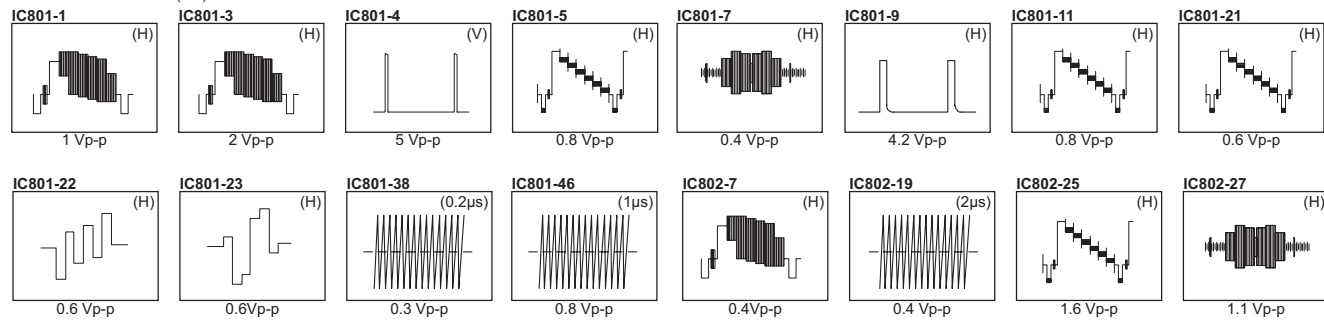 IC801-1 IC801-3 IC801-4 IC801-5 IC801-7 IC801-9 IC801-11 IC801-21
(H) (H) (V) (H) (H) (H) (H) (H)
1 Vp-p 2 Vp-p 5 Vp-p 0.8 Vp-p 0.4 Vp-p 4.2 Vp-p 0.8 Vp-p 0.6 Vp-p
IC801-22 IC801-23 IC801-38 IC801-46 IC802-7 IC802-19 IC802-25 IC802-27
(H) (H) (0.2µs) (1µs) (H) (2µs) (H) (H)
0.6 Vp-p 0.6Vp-p 0.3 Vp-p 0.8 Vp-p 0.4Vp-p 0.4 Vp-p 1.6 Vp-p 1.1 Vp-p